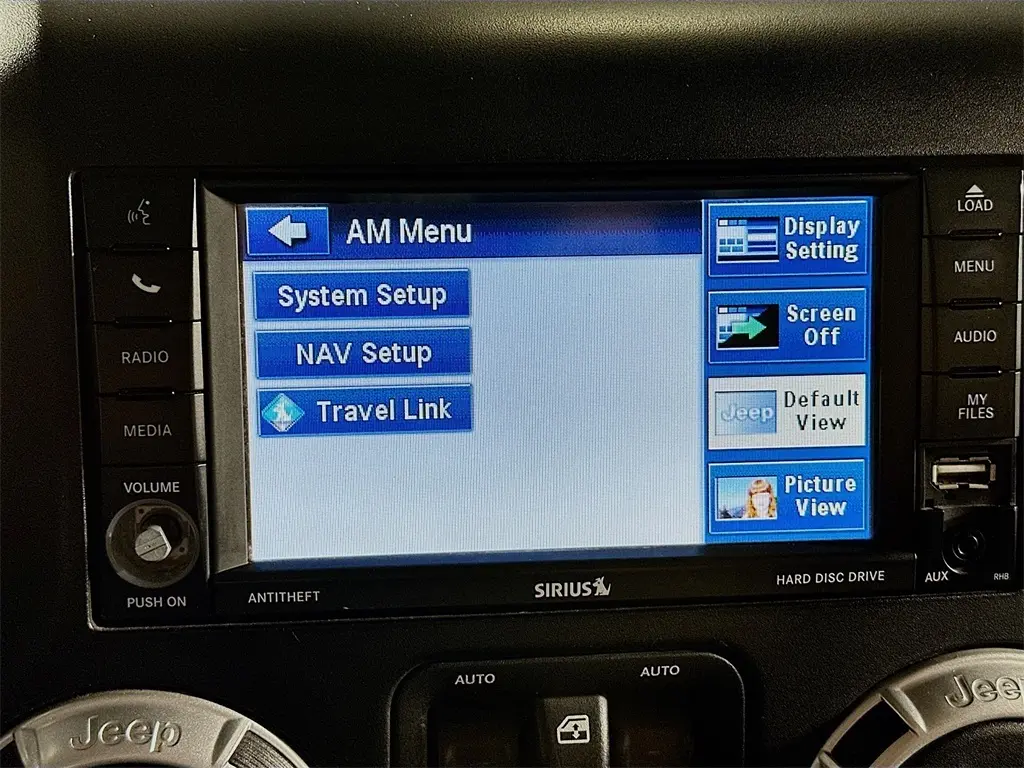 AM Menu
System Setup
NAV Setup
Travel Link
Display
Setting
Screen
Off
Jeep
Default
View
Picture
View
RADIO
MEDIA
VOLUME
PUSH ON
LOAD
MENU
AUDIO
MY
FILES
AUX
RHB
ANTITHEFT
SIRIUS
HARD DISC DRIVE
AUTO
AUTO
Jeep
Jee